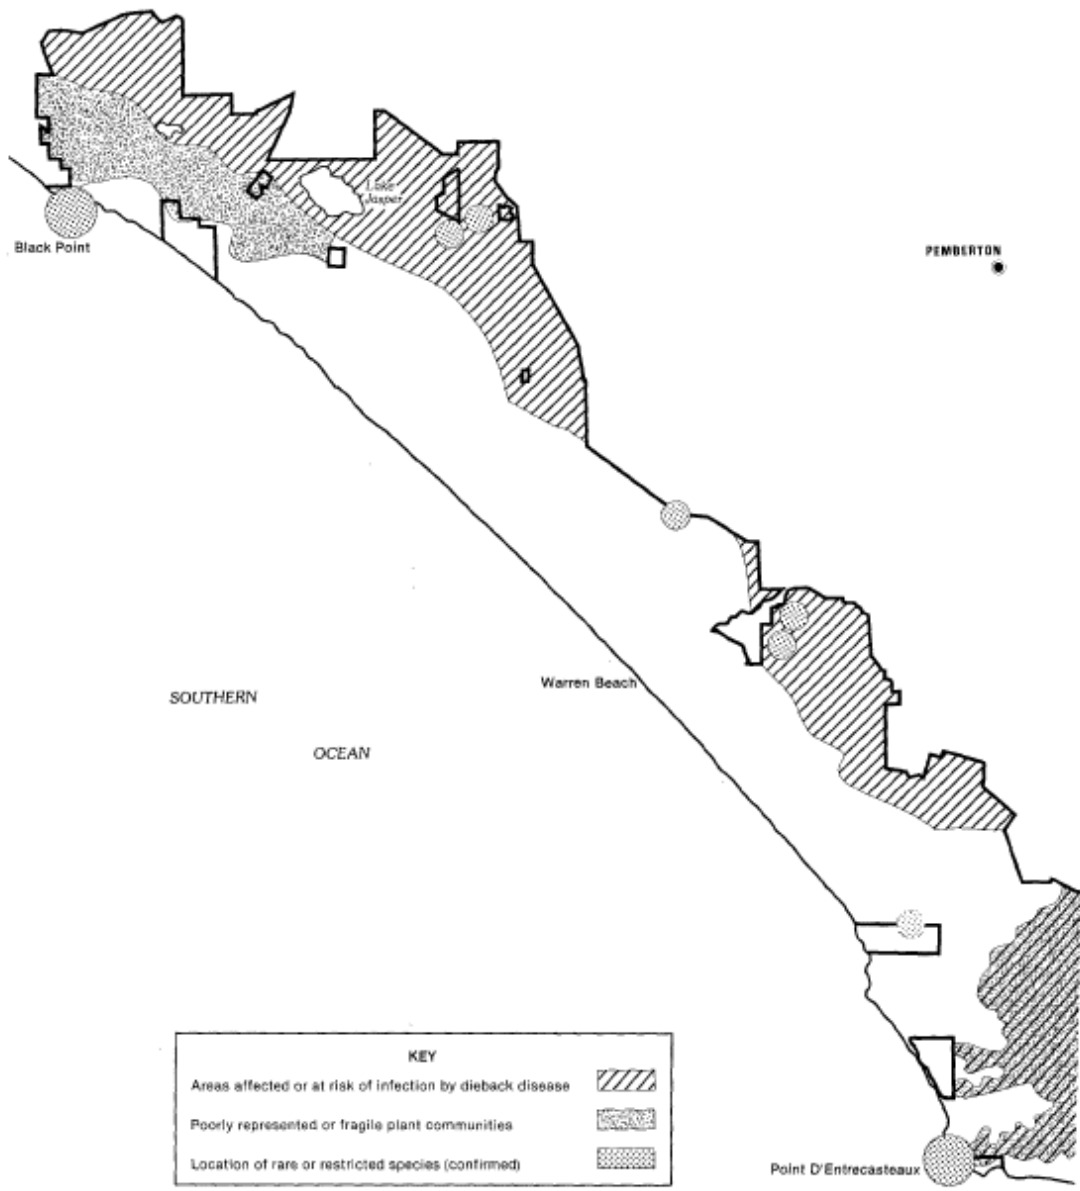 Lake
Jasper
Black Point
PEMBERTON
Warren Beach
SOUTHERN
OCEAN
KEY
Areas affected or at risk of infection by dieback disease
Poorly represented or fragile plant communities
Location of rare or restricted species (confirmed)
Point D'Entrecasteaux